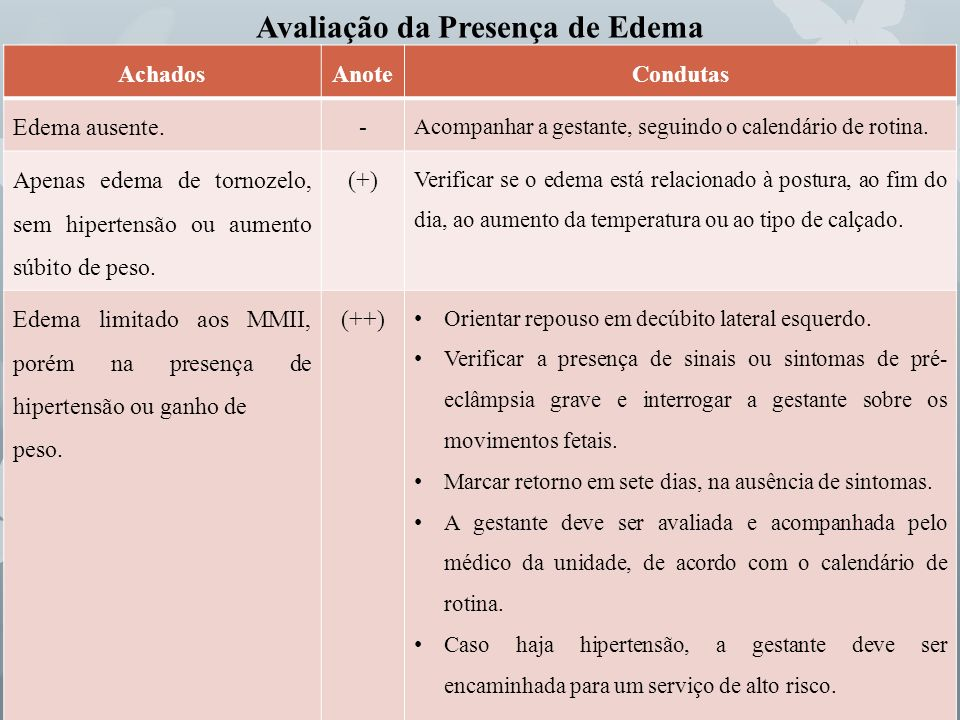 Avaliação da Presença de Edema
Achados
Anote
Condutas
Edema ausente.
-
Acompanhar a gestante, seguindo o calendário de rotina.
Apenas edema de tornozelo,
sem hipertensão ou aumento
súbito de peso.
(+)
Verificar se o edema está relacionado à postura, ao fim do
dia, ao aumento da temperatura ou ao tipo de calçado.
Edema limitado aos MMII,
porém na presença de
hipertensão ou ganho de
peso.
(++)
• Orientar repouso em decúbito lateral esquerdo.
• Verificar a presença de sinais ou sintomas de pré-
eclâmpsia grave e interrogar a gestante sobre os
movimentos fetais.
• Marcar retorno em sete dias, na ausência de sintomas.
• A gestante deve ser avaliada e acompanhada pelo
médico da unidade, de acordo com o calendário de
rotina.
• Caso haja hipertensão, a gestante deve ser
encaminhada para um serviço de alto risco.